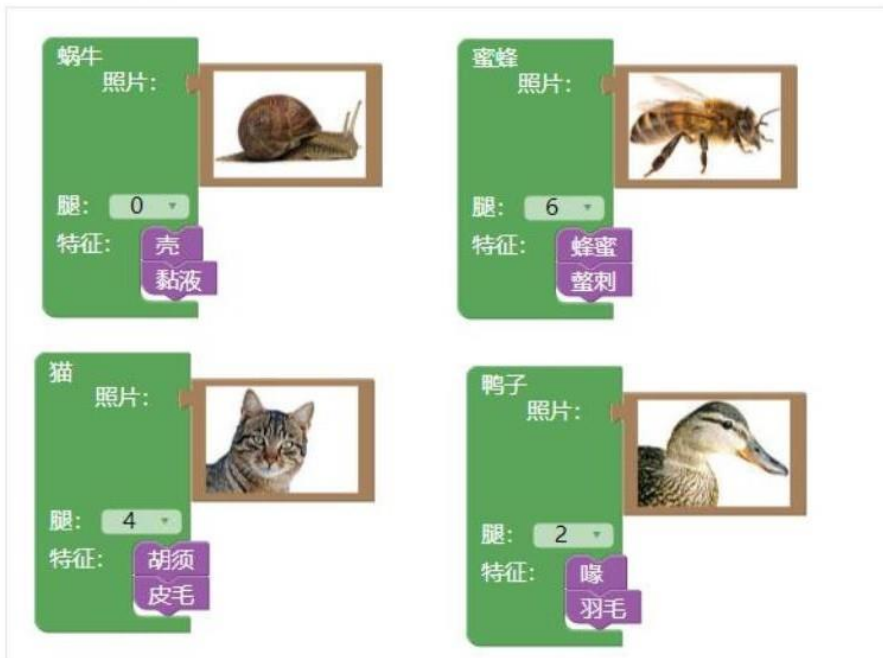 蜗牛
照片:
腿: 0
特征: 壳
黏液
蜜蜂
照片:
腿: 6
特征: 蜂蜜
螫刺
猫
照片:
腿: 4
特征: 胡须
皮毛
鸭子
照片:
腿: 2
特征: 喙
羽毛